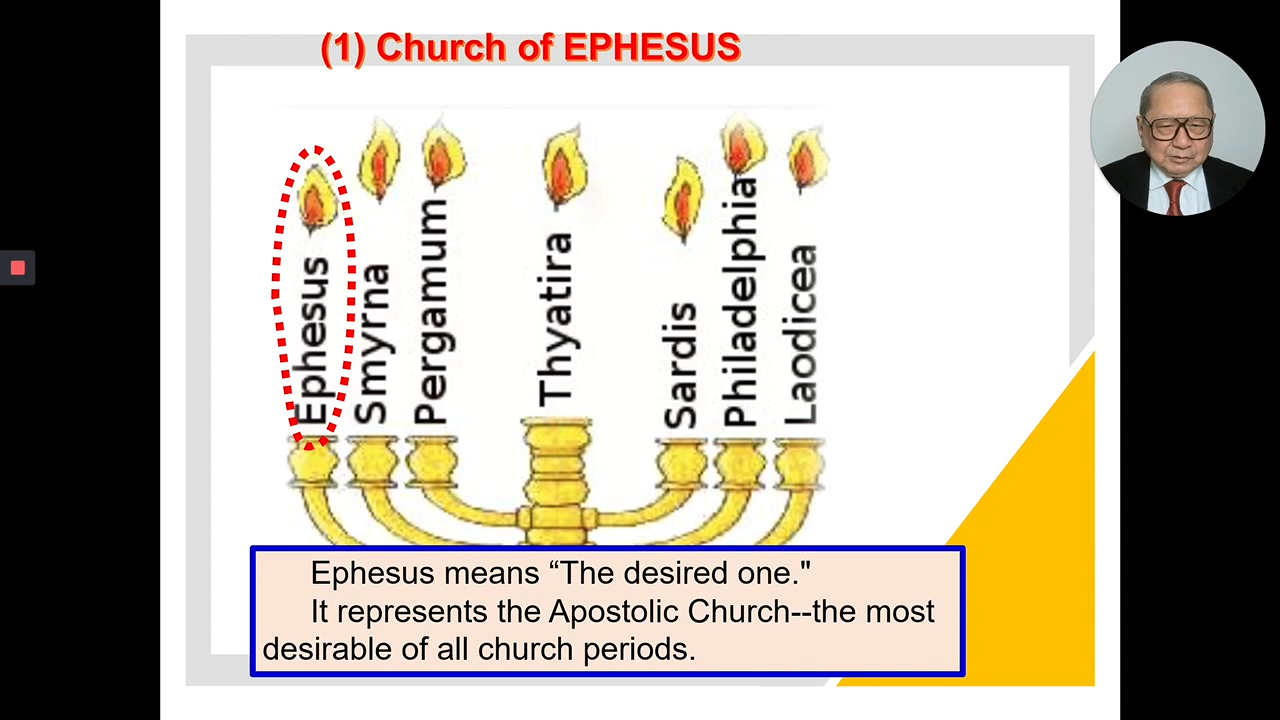 (1) Church of EPHESUS
Ephesus
Smyrna
Pergamum
Thyatira
Sardis
Philadelphia
Laodicea
Ephesus means “The desired one."
It represents the Apostolic Church--the most
desirable of all church periods.